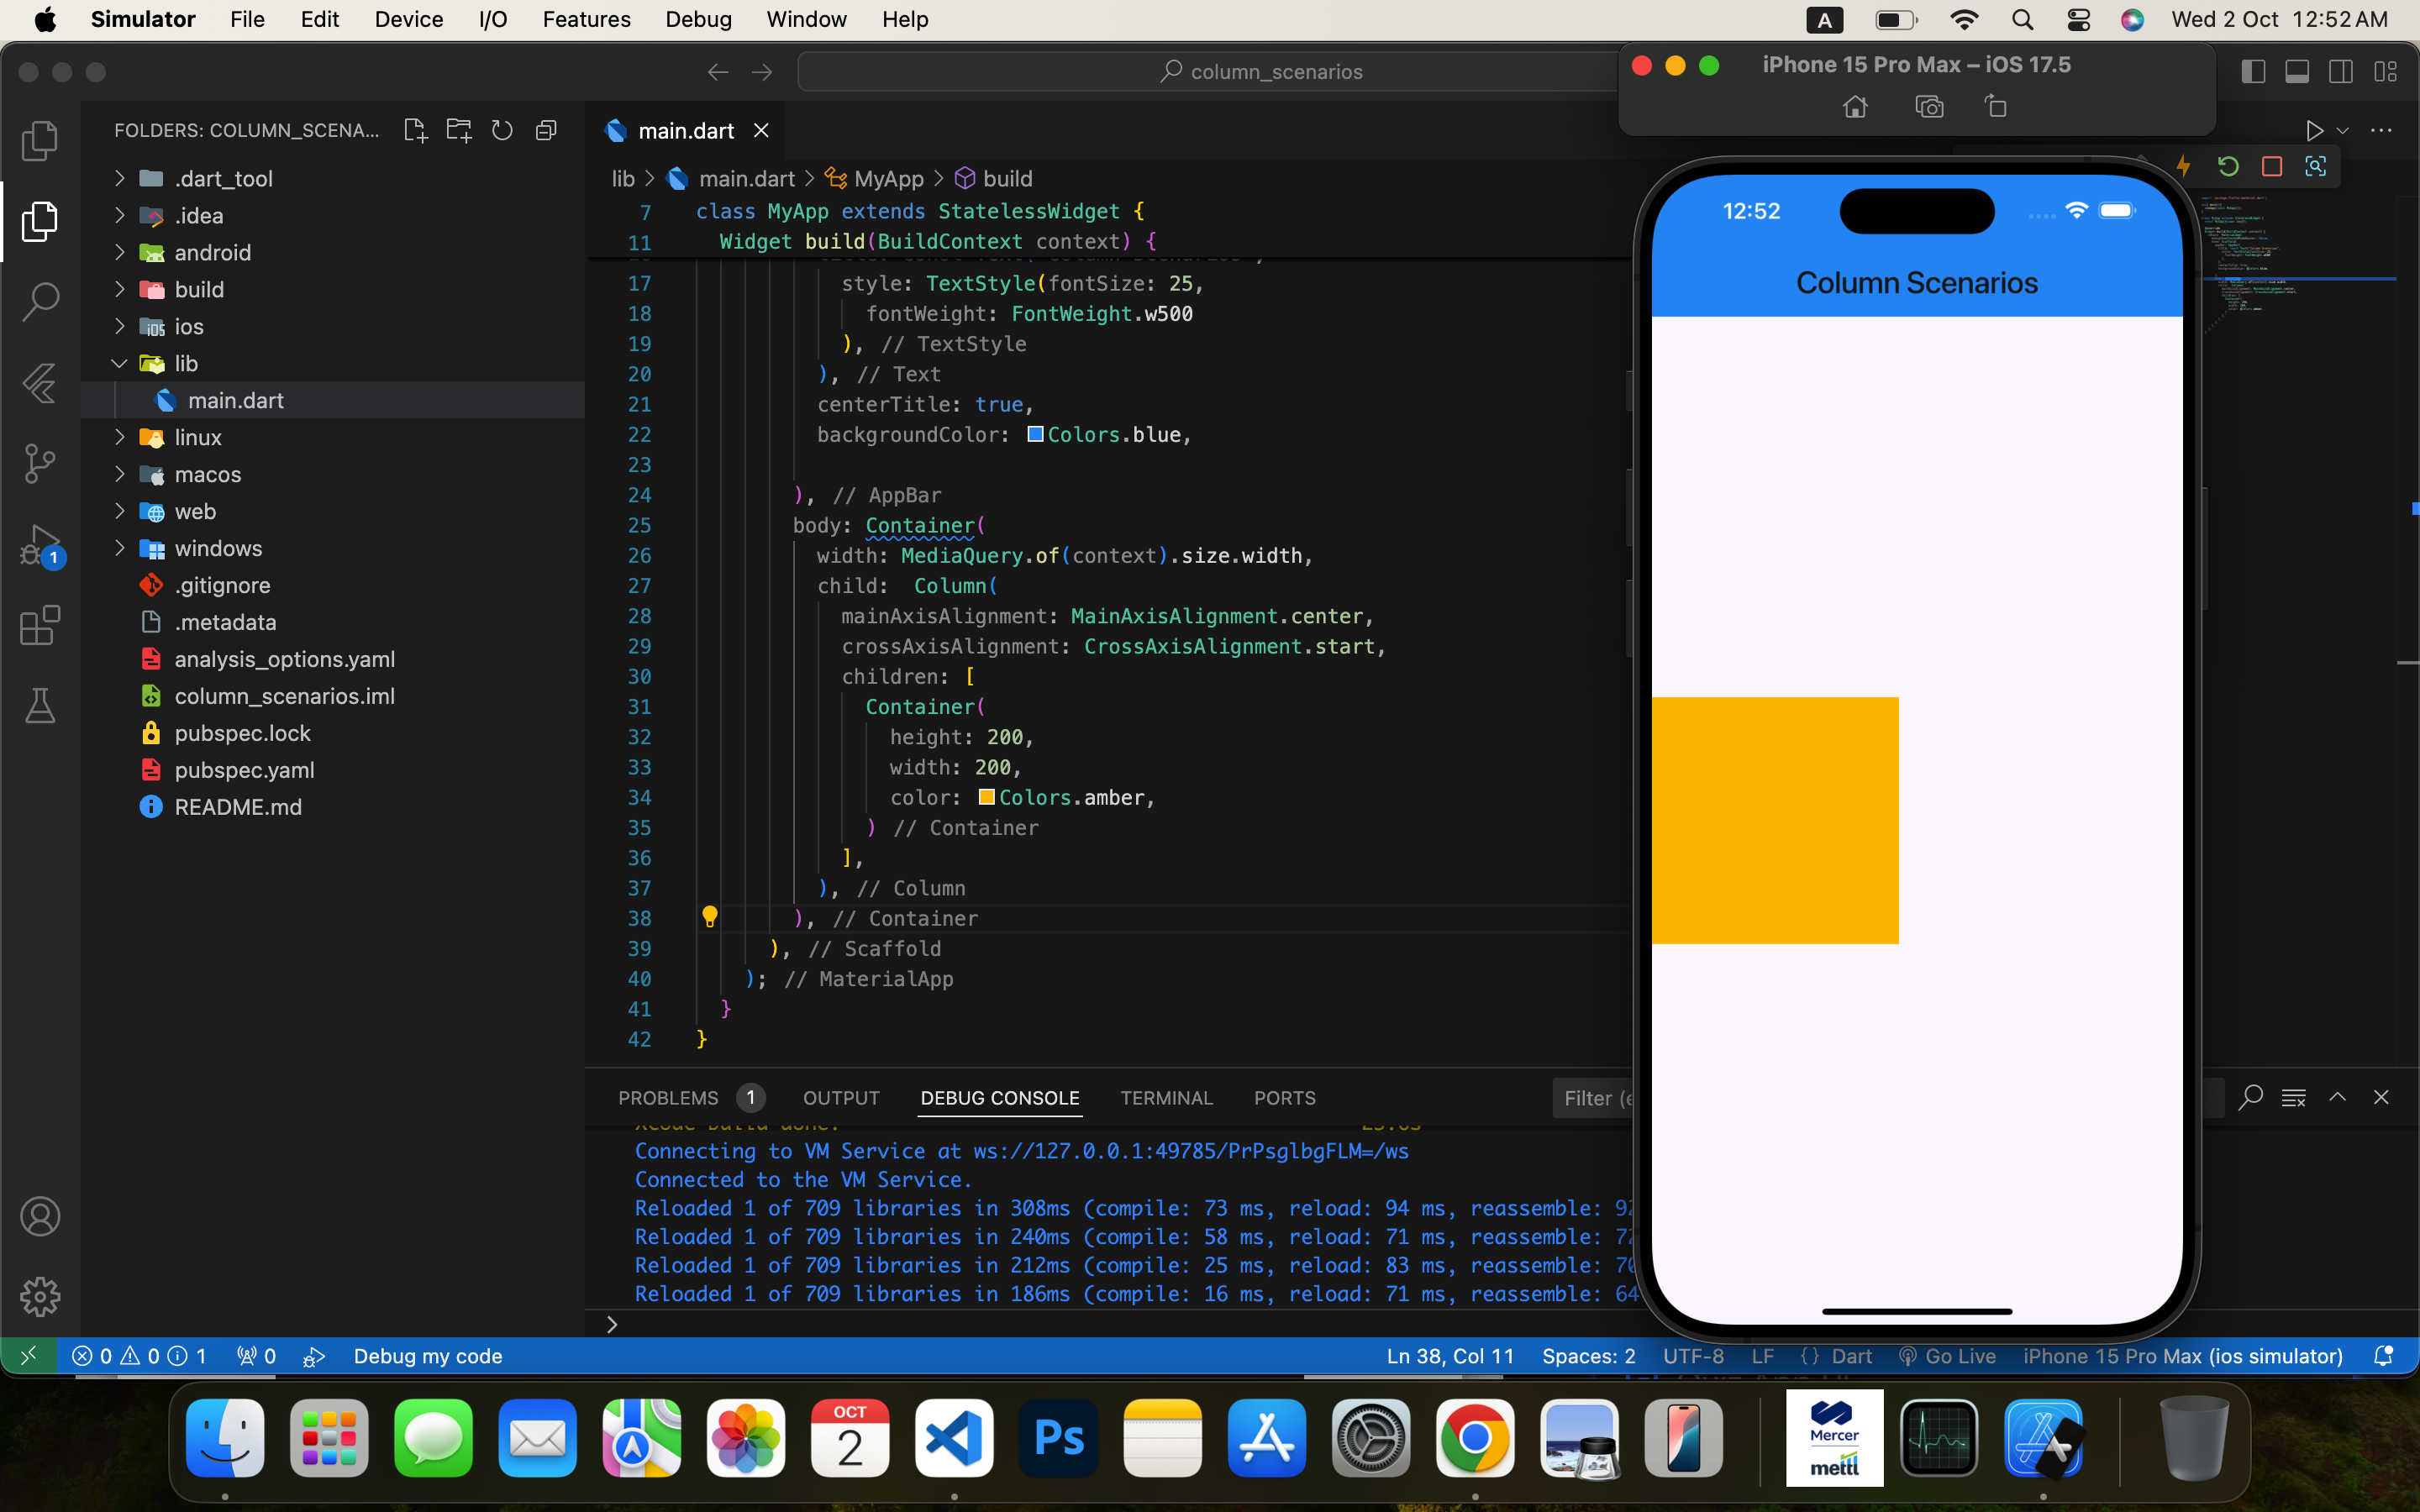 Simulator File Edit Device I/O Features Debug Window Help A Wed 2 Oct 12:52 AM
column_scenarios
iPhone 15 Pro Max – iOS 17.5
FOLDERS: COLUMN_SCENA...
.dart_tool
.idea
android
build
ios
lib
main.dart
linux
macos
web
windows
.gitignore
.metadata
analysis_options.yaml
column_scenarios.iml
pubspec.lock
pubspec.yaml
README.md
1
main.dart
lib > main.dart > MyApp > build
7 class MyApp extends StatelessWidget {
11 Widget build(BuildContext context) {
17 style: TextStyle(fontSize: 25,
18 fontWeight: FontWeight.w500
19 ), // TextStyle
20 ), // Text
21 centerTitle: true,
22 backgroundColor: Colors.blue,
23
24 ), // AppBar
25 body: Container(
26 width: MediaQuery.of(context).size.width,
27 child:  Column(
28 mainAxisAlignment: MainAxisAlignment.center,
29 crossAxisAlignment: CrossAxisAlignment.start,
30 children: [
31 Container(
32 height: 200,
33 width: 200,
34 color: Colors.amber,
35 ) // Container
36 ],
37 ), // Column
38 ), // Container
39 ), // Scaffold
40 ); // MaterialApp
41 }
42 }
12:52
Column Scenarios
PROBLEMS 1 OUTPUT DEBUG CONSOLE TERMINAL PORTS Filter (e
Xcode build done. 25.0s
Connecting to VM Service at ws://127.0.0.1:49785/PrPsglbgFLM=/ws
Connected to the VM Service.
Reloaded 1 of 709 libraries in 308ms (compile: 73 ms, reload: 94 ms, reassemble: 92
Reloaded 1 of 709 libraries in 240ms (compile: 58 ms, reload: 71 ms, reassemble: 72
Reloaded 1 of 709 libraries in 212ms (compile: 25 ms, reload: 83 ms, reassemble: 70
Reloaded 1 of 709 libraries in 186ms (compile: 16 ms, reload: 71 ms, reassemble: 64
>
0 0 1 0 Debug my code Ln 38, Col 11 Spaces: 2 UTF-8 LF {} Dart Go Live iPhone 15 Pro Max (ios simulator)
OCT
2
Ps
Mercer
mettl